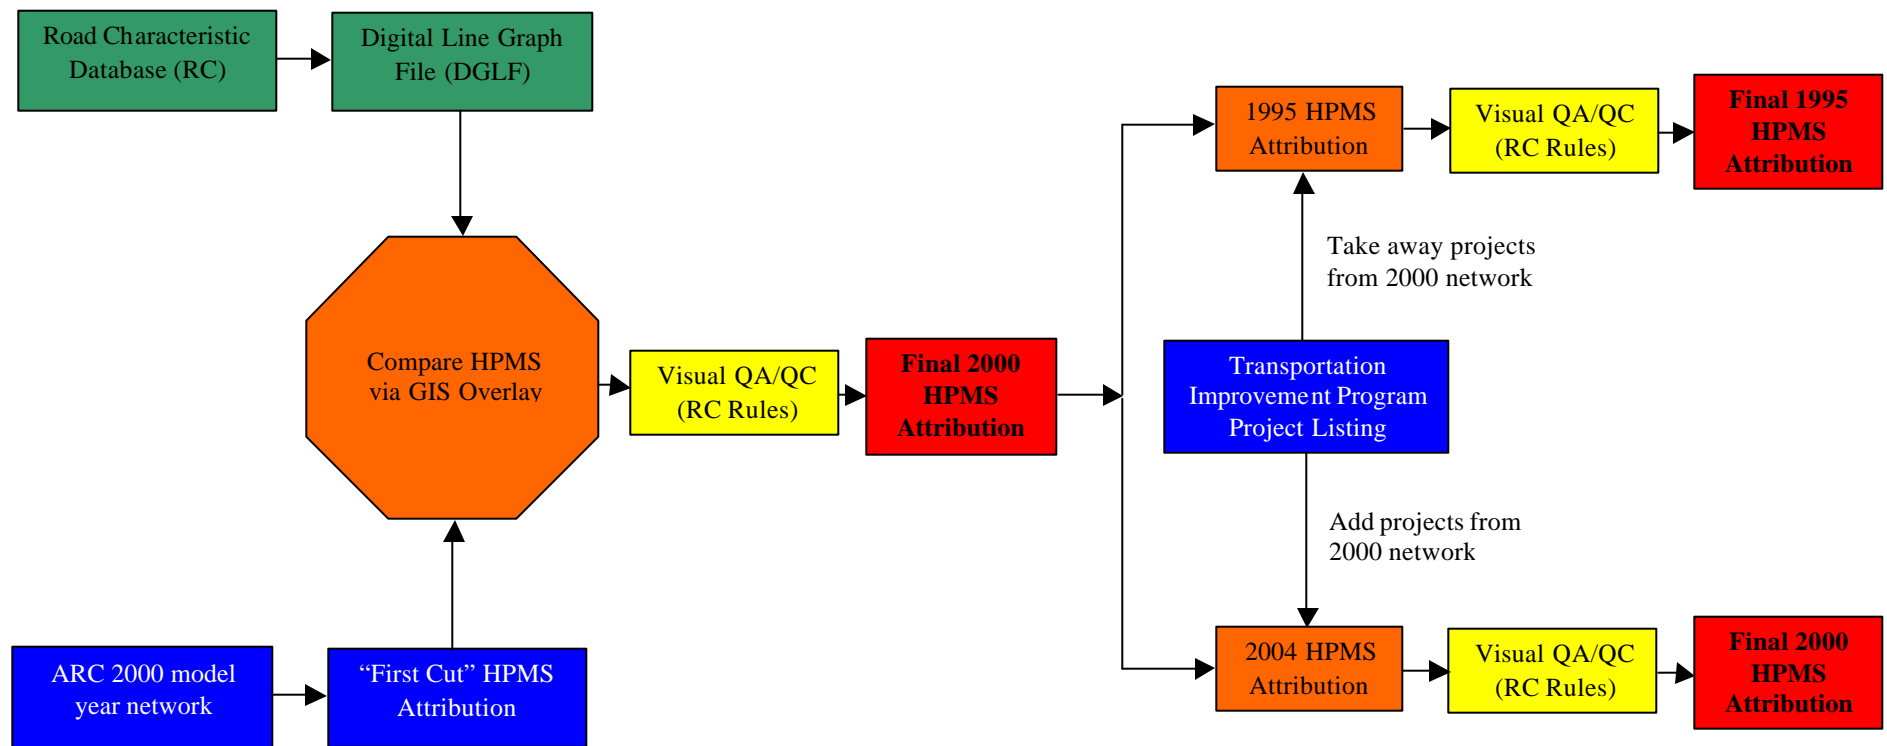 Road Characteristic
Database (RC)
Digital Line Graph
File (DGLF)
Compare HPMS
via GIS Overlay
ARC 2000 model
year network
“First Cut” HPMS
Attribution
Visual QA/QC
(RC Rules)
Final 2000
HPMS
Attribution
1995 HPMS
Attribution
Visual QA/QC
(RC Rules)
Final 1995
HPMS
Attribution
Take away projects
from 2000 network
Transportation
Improvement Program
Project Listing
Add projects from
2000 network
2004 HPMS
Attribution
Visual QA/QC
(RC Rules)
Final 2000
HPMS
Attribution